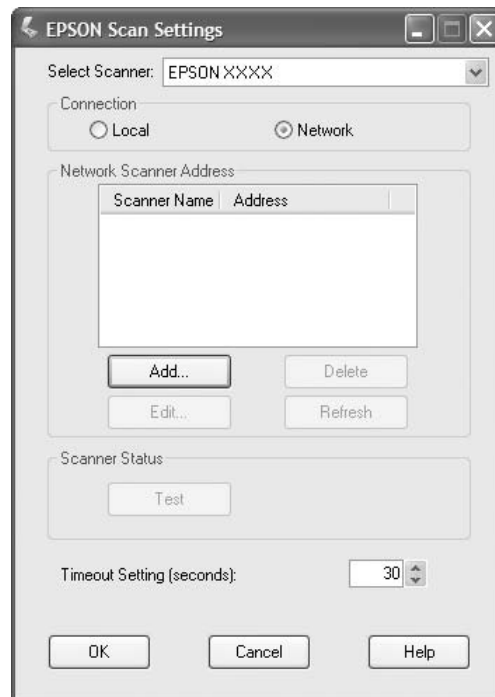 EPSON Scan Settings
Select Scanner: EPSON XXXX
Connection
Local Network
Network Scanner Address
Scanner Name Address
Add... Delete
Edit... Refresh
Scanner Status
Test
Timeout Setting (seconds): 30
OK Cancel Help